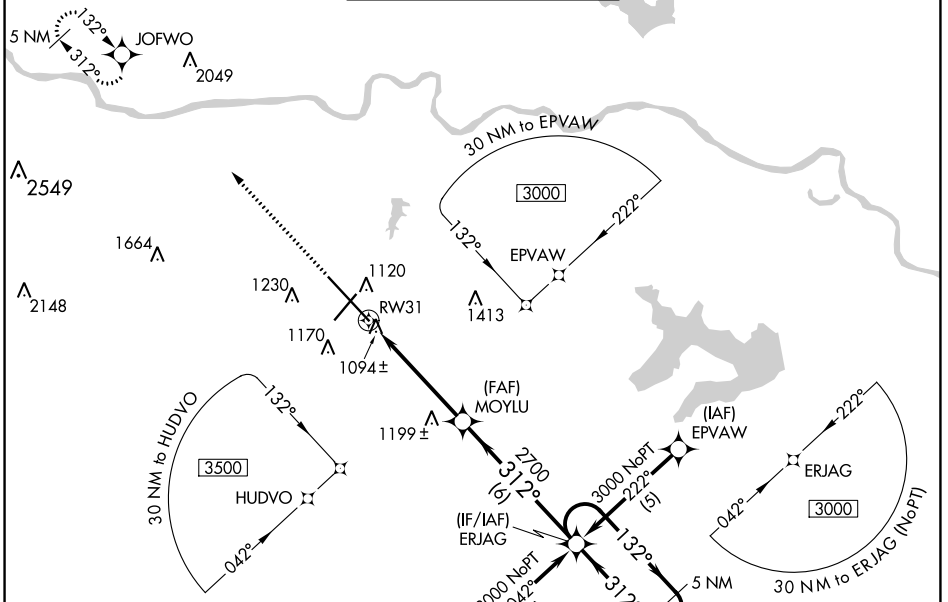 132°
5 NM
JOFWO
312°
2049
2549
30 NM to EPVAW
3000
132°
222°
EPVAW
1664
2148
1230
1120
RW31
1413
1170
1094±
(FAF)
MOYLU
1199±
30 NM to HUDVO
132°
3500
HUDVO
042°
2700
312°
(6)
(IAF)
EPVAW
3000 NoPT
222°
(5)
(IF/IAF)
ERJAG
132°
5 NM
312°
3000 NoPT
042°
222°
ERJAG
042°
3000
30 NM to ERJAG (NoPT)